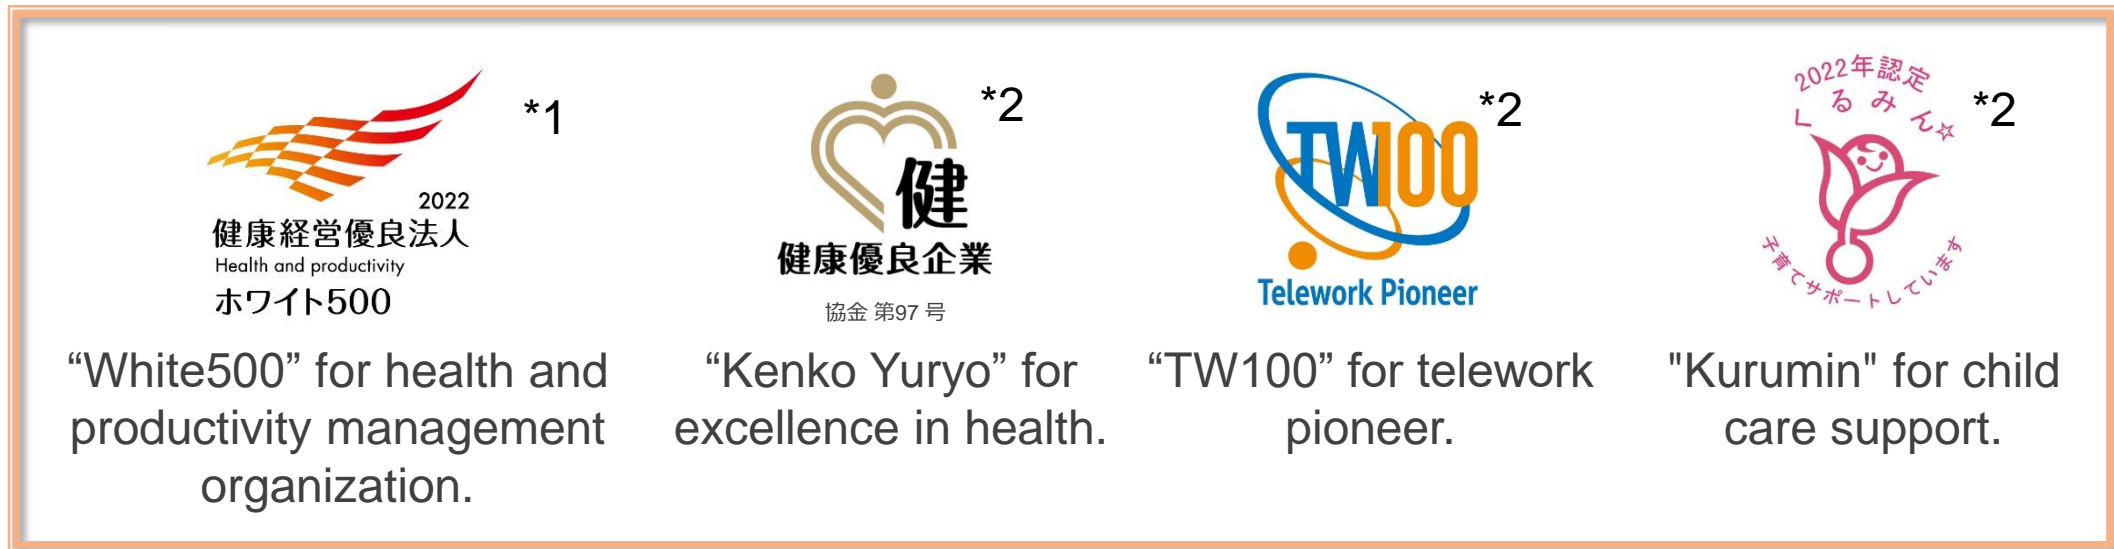 *1
2022
健康経営優良法人
Health and productivity
ホワイト500
“White500” for health and
productivity management
organization.
*2
健
健康優良企業
協金 第97 号
“Kenko Yuryo” for
excellence in health.
*2
TW100
Telework Pioneer
“TW100” for telework
pioneer.
2022年認定
くるみん☆
*2
子育てサポートしています
"Kurumin" for child
care support.